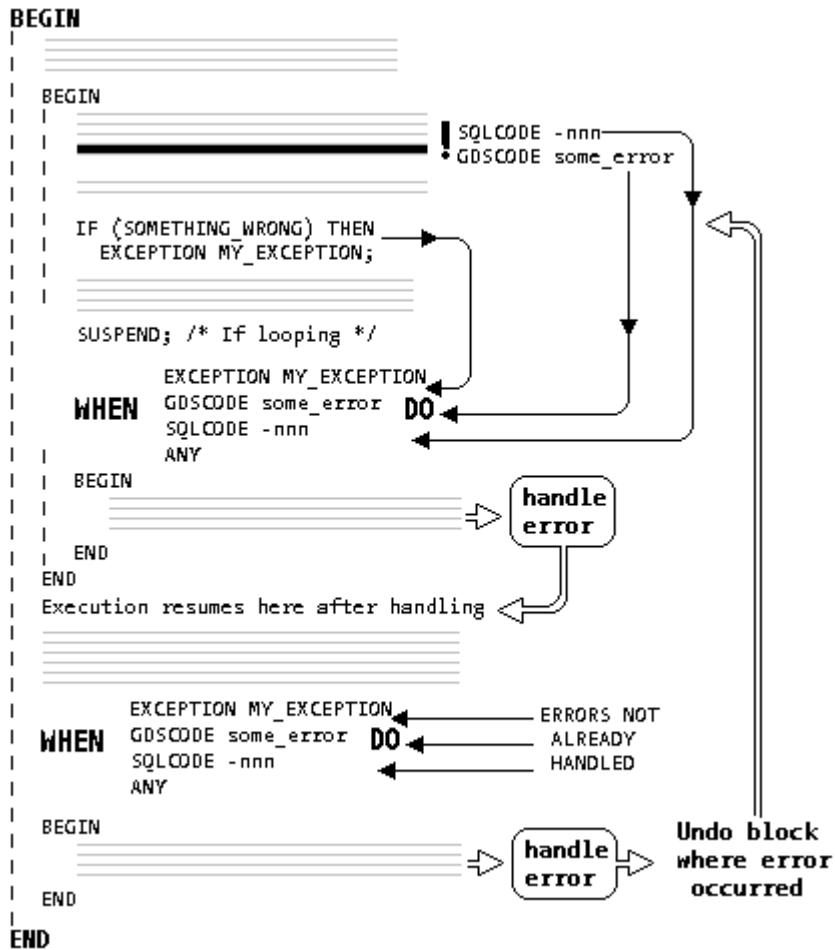 BEGIN
BEGIN
! SQLCODE -nnn
GDSCODE some_error
IF (SOMETHING_WRONG) THEN
EXCEPTION MY_EXCEPTION;
SUSPEND; /* If looping */
EXCEPTION MY_EXCEPTION
WHEN GDSCODE some_error DO
SQLCODE -nnn
ANY
BEGIN
handle
error
END
END
Execution resumes here after handling
EXCEPTION MY_EXCEPTION ERRORS NOT
WHEN GDSCODE some_error DO ALREADY
SQLCODE -nnn HANDLED
ANY
BEGIN
handle
error
Undo block
where error
occurred
END
END